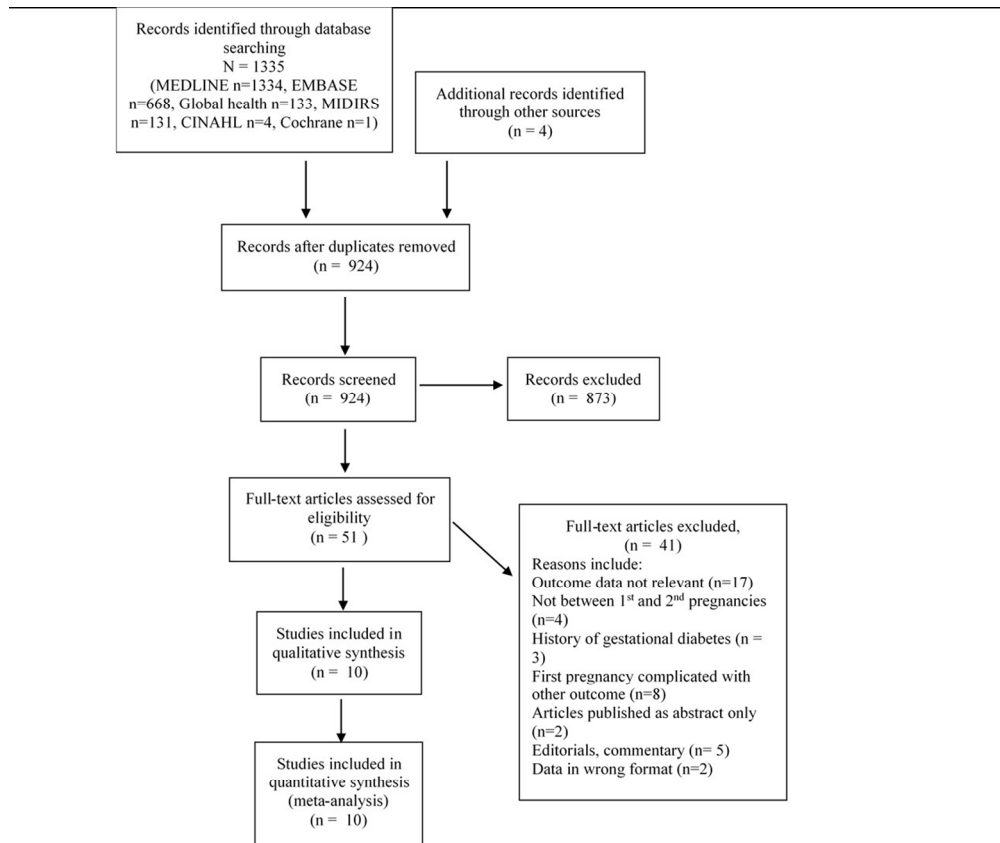 Records identified through database
searching
N = 1335
(MEDLINE n=1334, EMBASE
n=668, Global health n=133, MIDIRS
n=131, CINAHL n=4, Cochrane n=1)
Additional records identified
through other sources
(n = 4)
Records after duplicates removed
(n = 924)
Records screened
(n = 924)
Records excluded
(n = 873)
Full-text articles assessed for
eligibility
(n = 51 )
Full-text articles excluded,
(n = 41)
Reasons include:
Outcome data not relevant (n=17)
Not between 1st and 2nd pregnancies
(n=4)
History of gestational diabetes (n =
3)
First pregnancy complicated with
other outcome (n=8)
Articles published as abstract only
(n=2)
Editorials, commentary (n= 5)
Data in wrong format (n=2)
Studies included in
qualitative synthesis
(n = 10)
Studies included in
quantitative synthesis
(meta-analysis)
(n = 10)